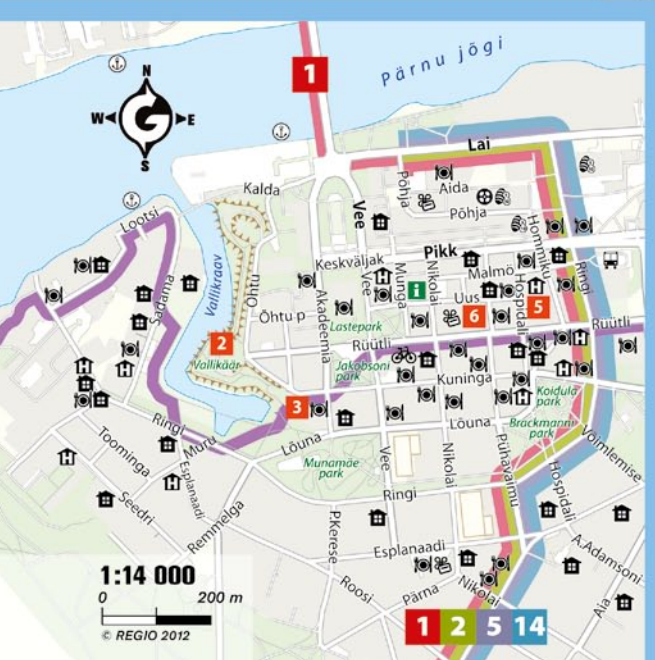 1
Pärnu jõgi
N
W
E
G
S
Lai
Kalda
Põhja
Aida
Põhja
Lootsi
Vee
Pikk
Hommiku
Vallikraav
Keskväljak
Malmö
Ringi
Sadama
Õhtu
Vee
Munga
Nikolai
i
Uus
Hospidali
5
Õhtu p
Akadeemia
Lastepark
6
Rüütli
2
Rüütli
Vallikäär
Jakobsoni
park
Kuninga
3
Koidula
park
Ringi
Muru
Lõuna
Lõuna
Brackmanni
park
Toominga
Esplanaadi
Munamäe
park
Vee
Nikolai
Pühavaimu
Hospidali
Võimlemise
Seedri
Remmelga
Ringi
P.Kerese
Esplanaadi
A.Adamsoni
Roosi
Pärna
Nikolai
Aia
1:14 000
0 200 m
© REGIO 2012
1 2 5 14